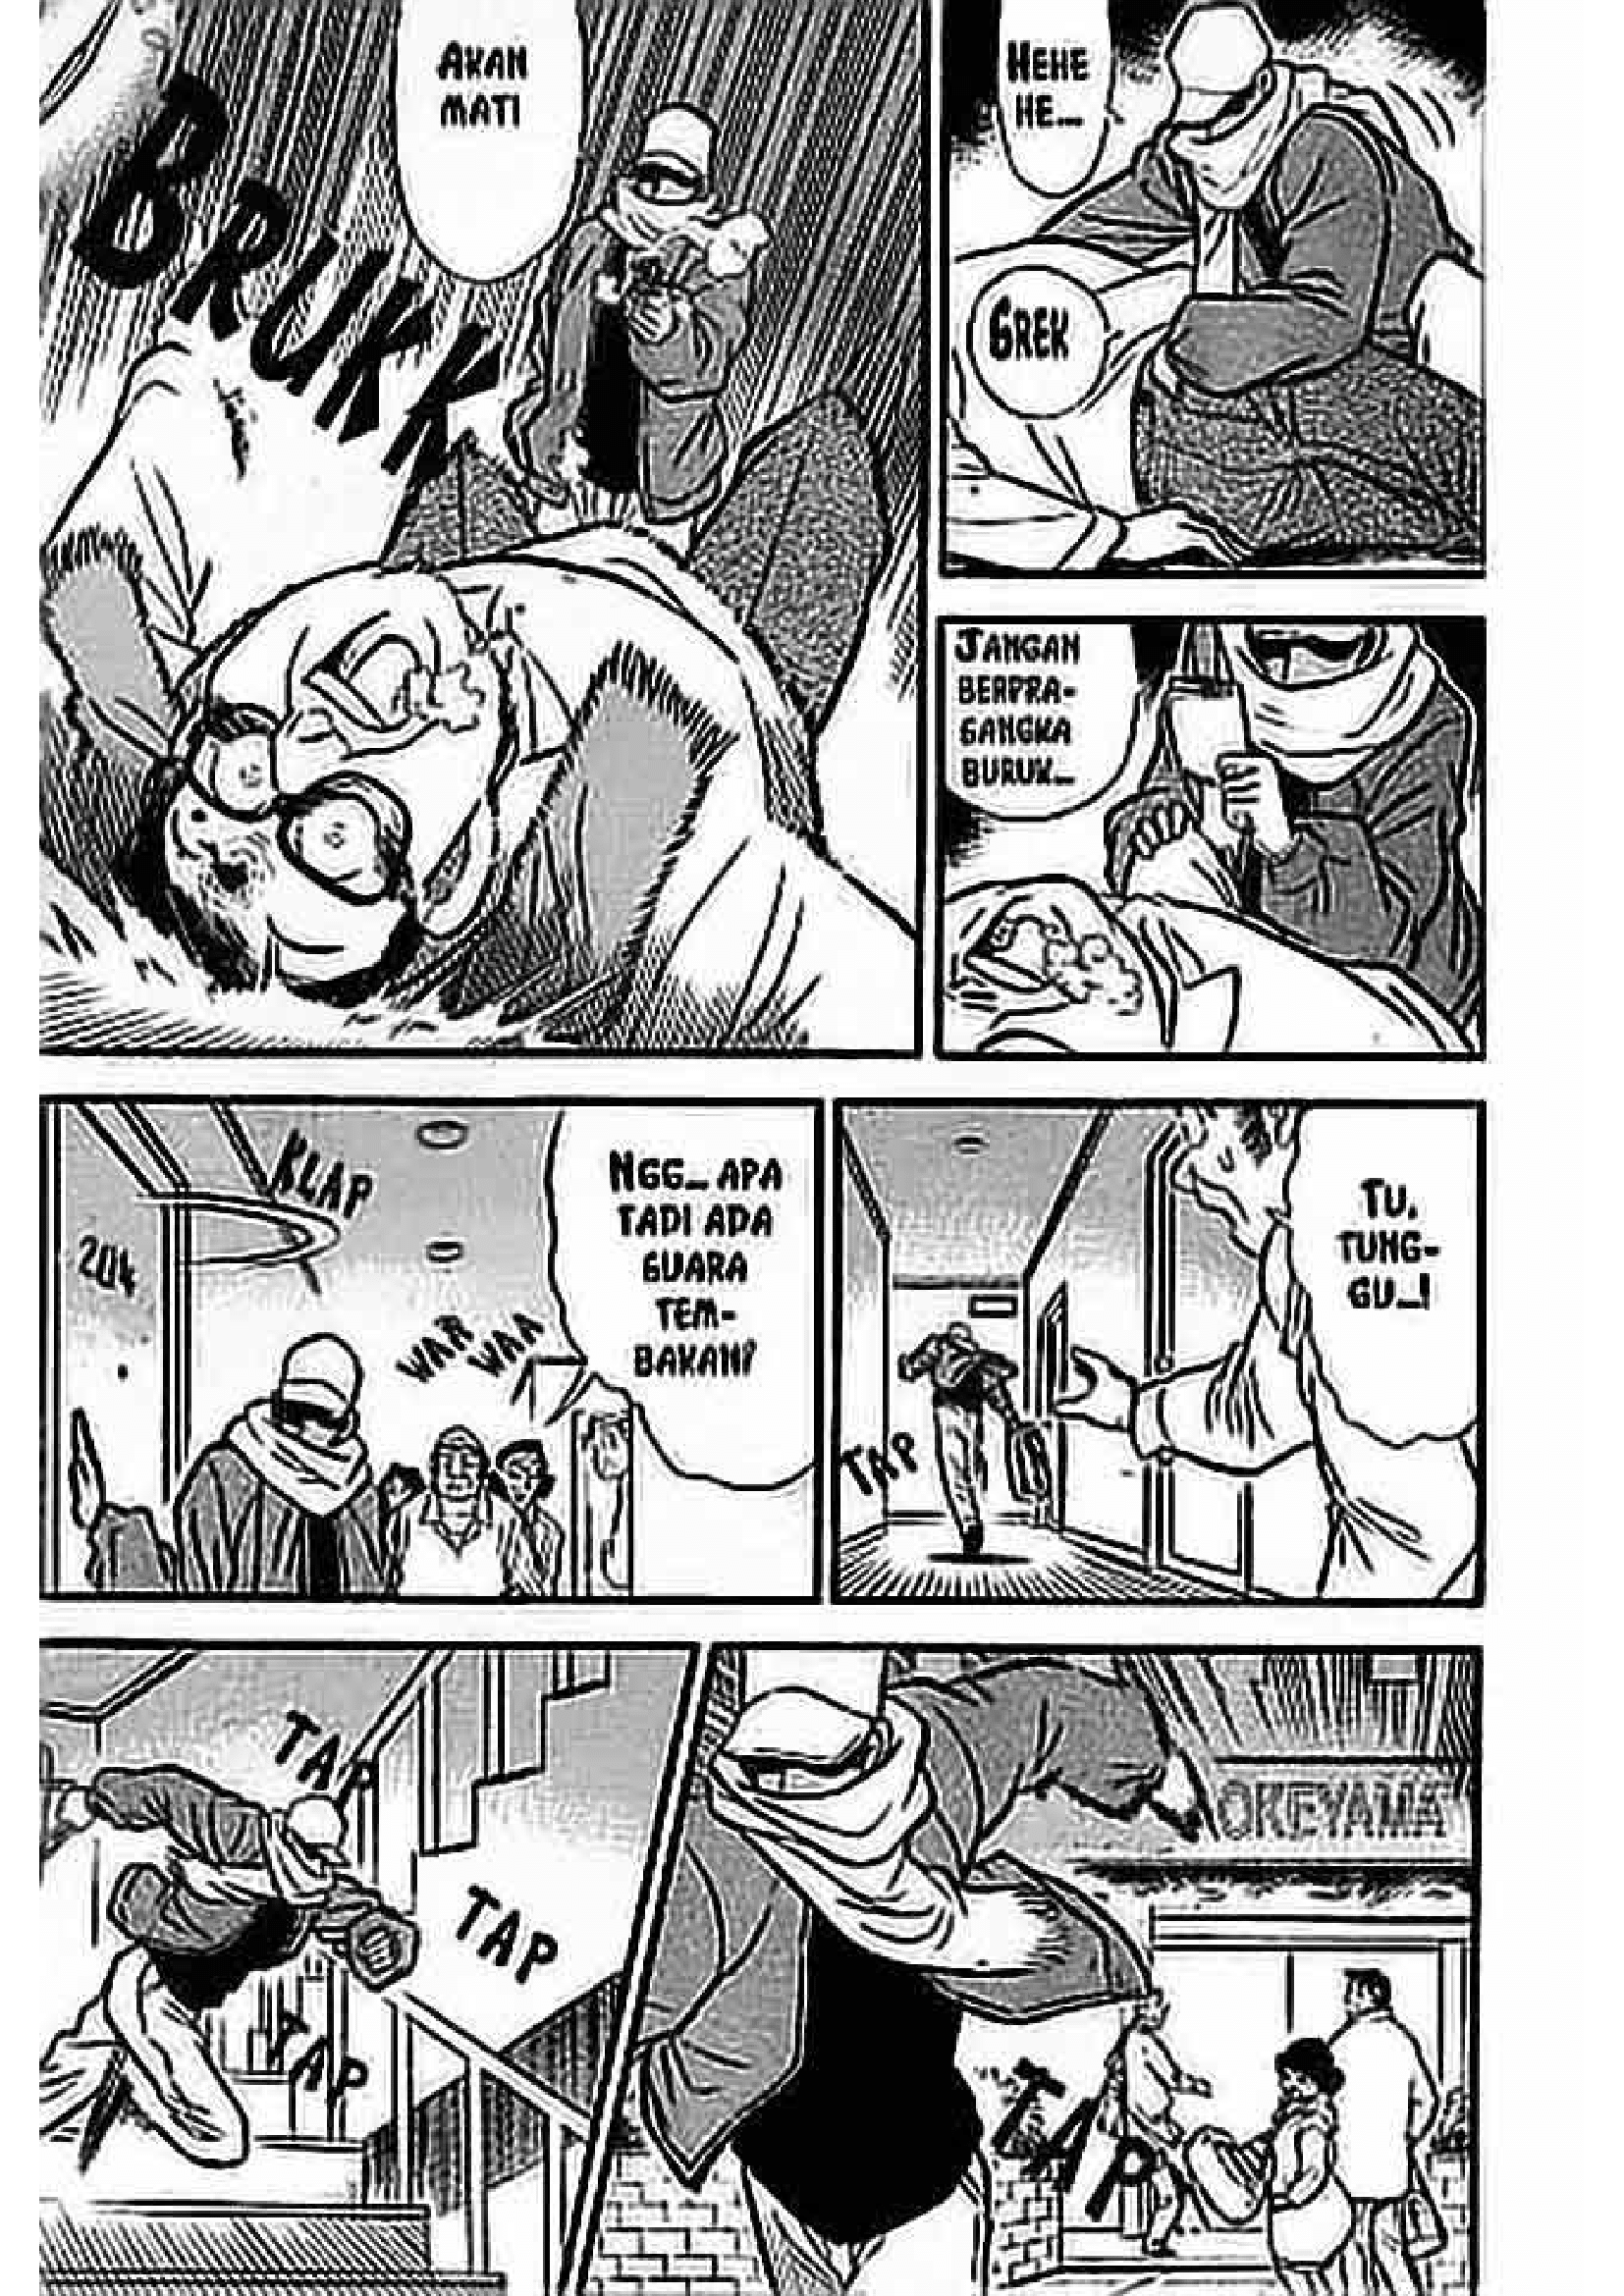 HEHE
HE...
GREK
AKAN
MATI
BRUKK
JANGAN
BERPRA-
SANGKA
BURUK...
TU,
TUNG-
GU...!
TAP
NGG... APA
TADI ADA
SUARA
TEM-
BAKAN?
KLAP
204
WAA
WAA
OKEYAMA
TAP
TAP
TAP
TAP